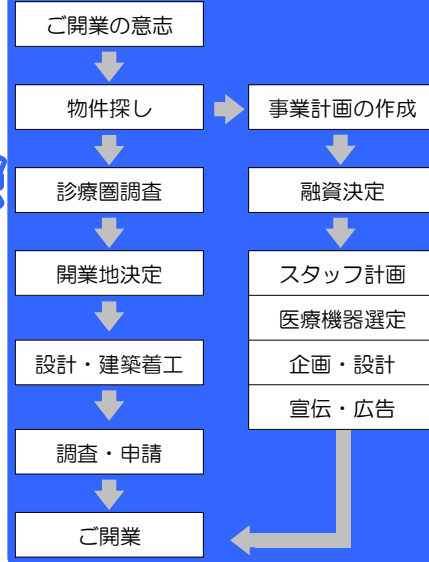 ご開業の意志
物件探し
事業計画の作成
診療圏調査
融資決定
開業地決定
スタッフ計画
医療機器選定
設計・建築着工
企画・設計
宣伝・広告
調査・申請
ご開業